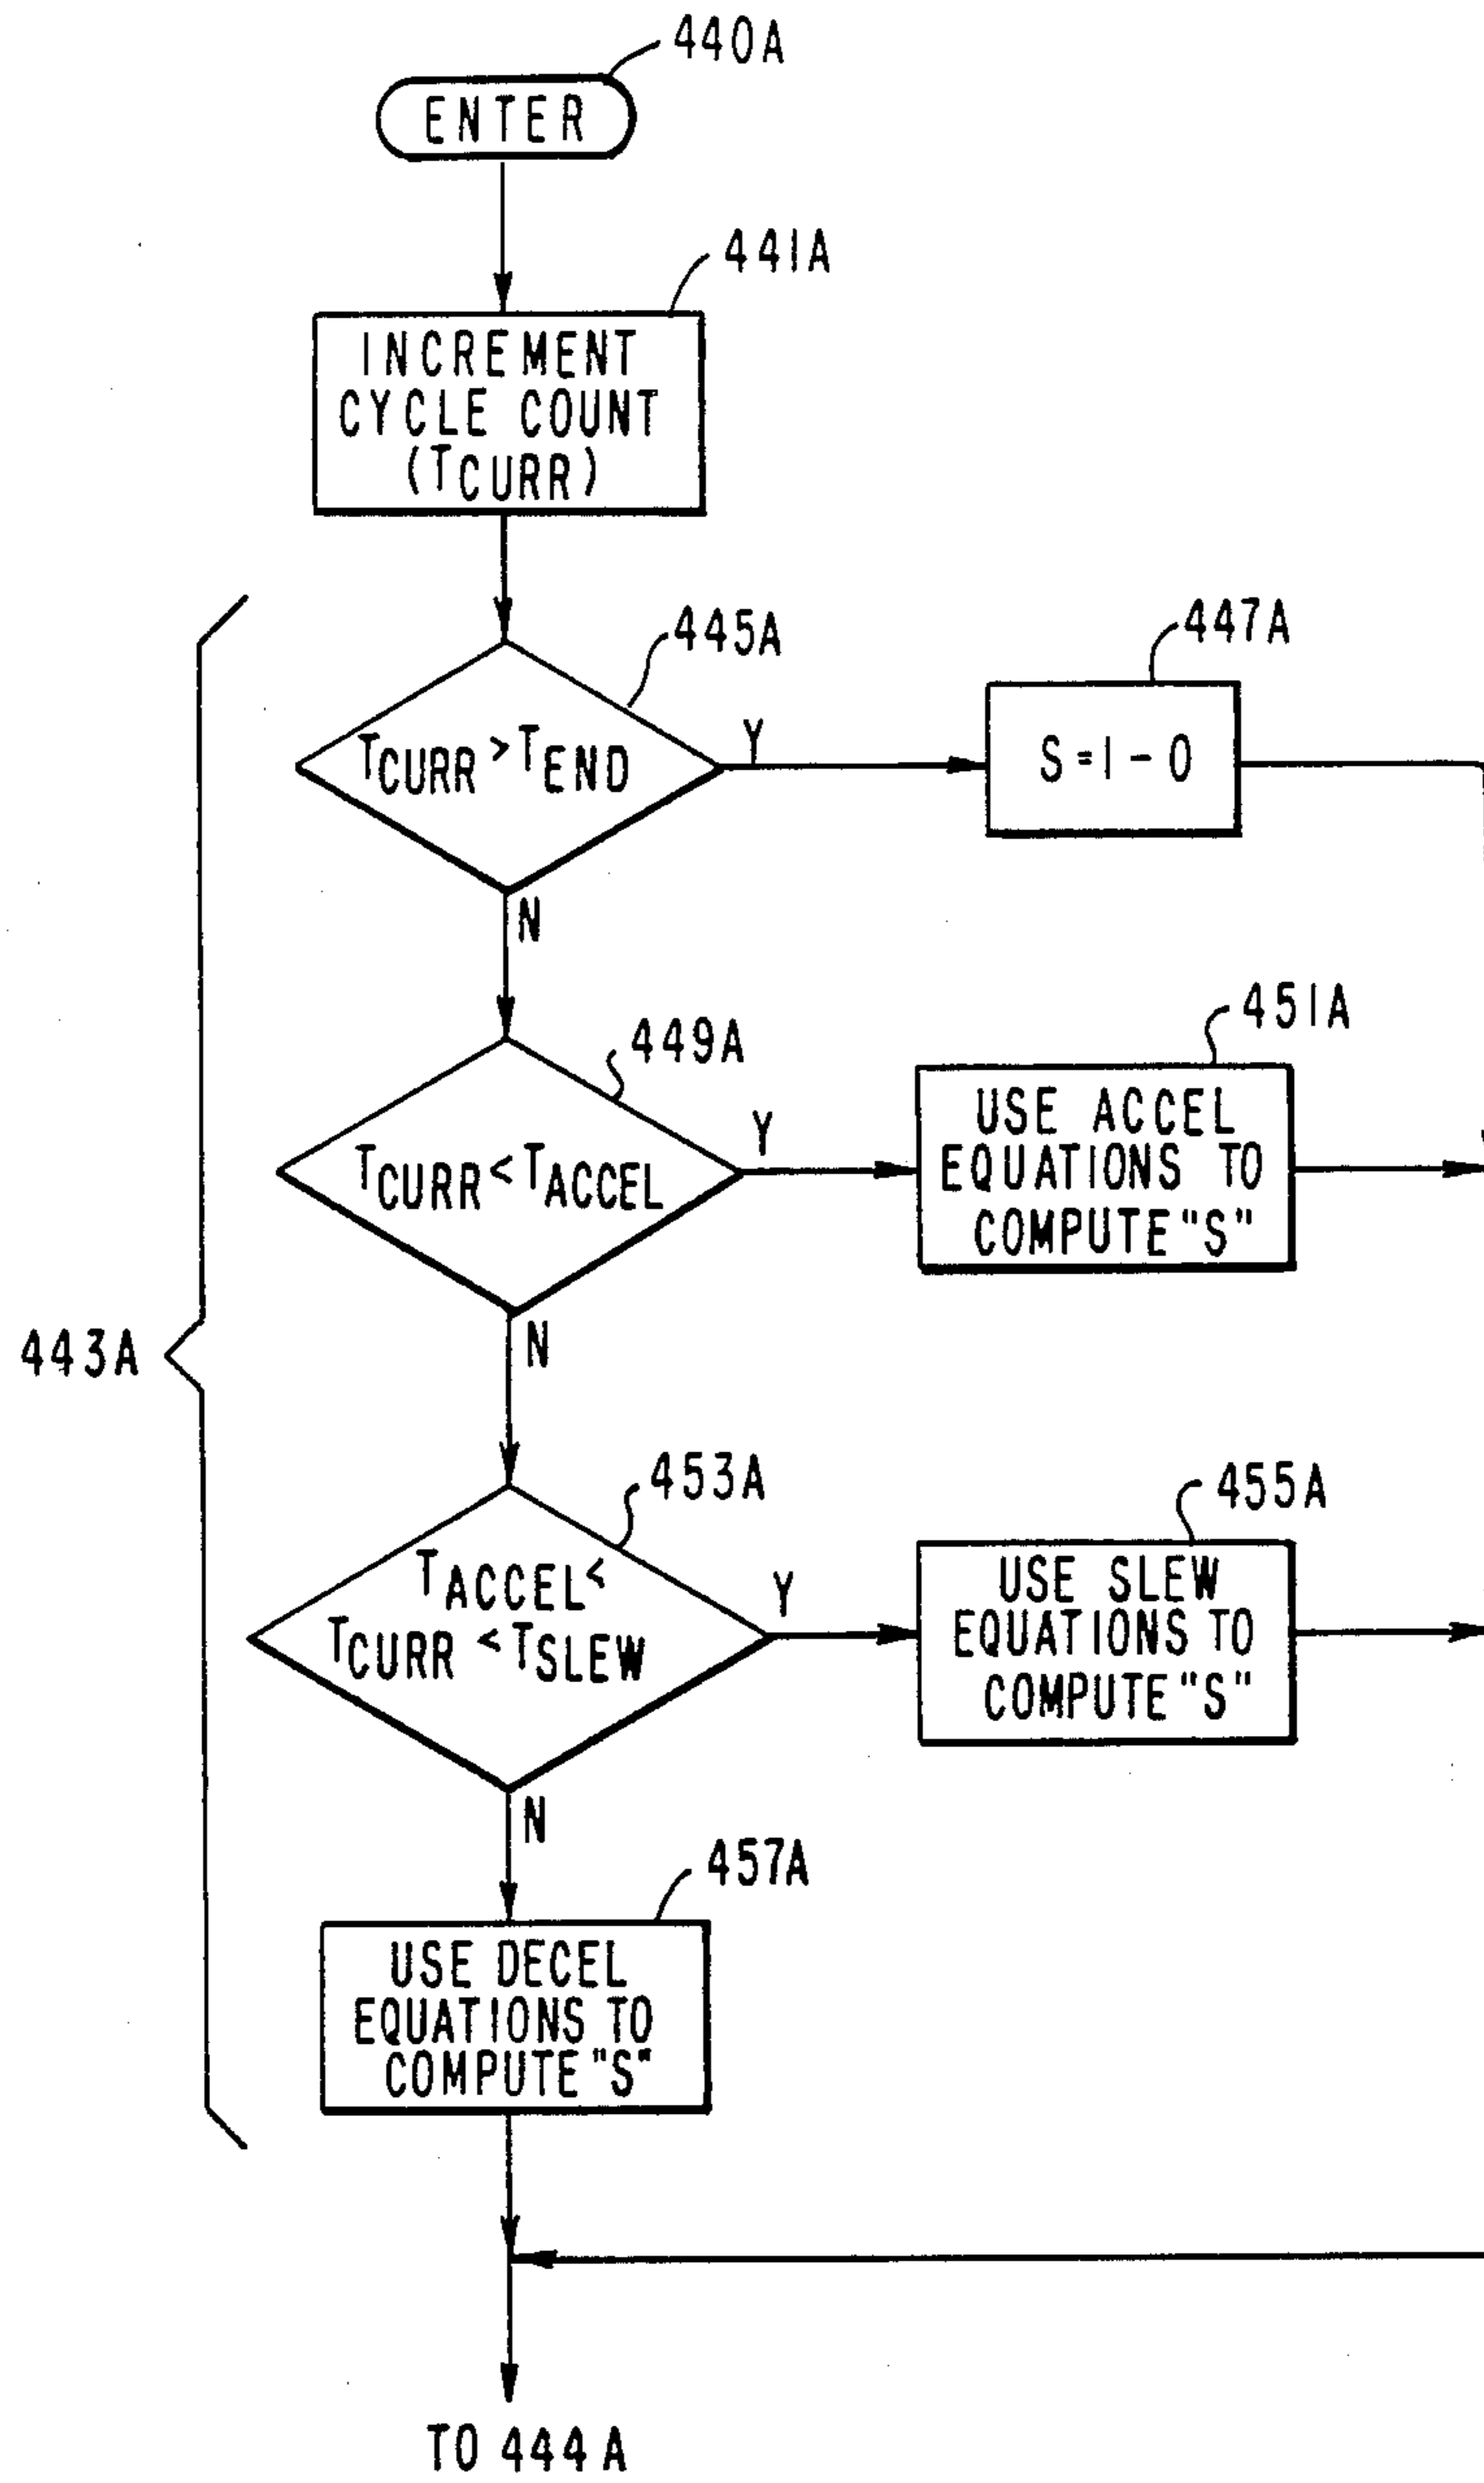 440A
ENTER
441A
INCREMENT
CYCLE COUNT
(TCURR)
445A
TCURR > TEND
Y
447A
S = 1 - 0
N
449A
TCURR < TACCEL
Y
451A
USE ACCEL
EQUATIONS TO
COMPUTE "S"
N
443A
453A
TACCEL <
TCURR < TSLEW
Y
455A
USE SLEW
EQUATIONS TO
COMPUTE "S"
N
457A
USE DECEL
EQUATIONS TO
COMPUTE "S"
TO 444A